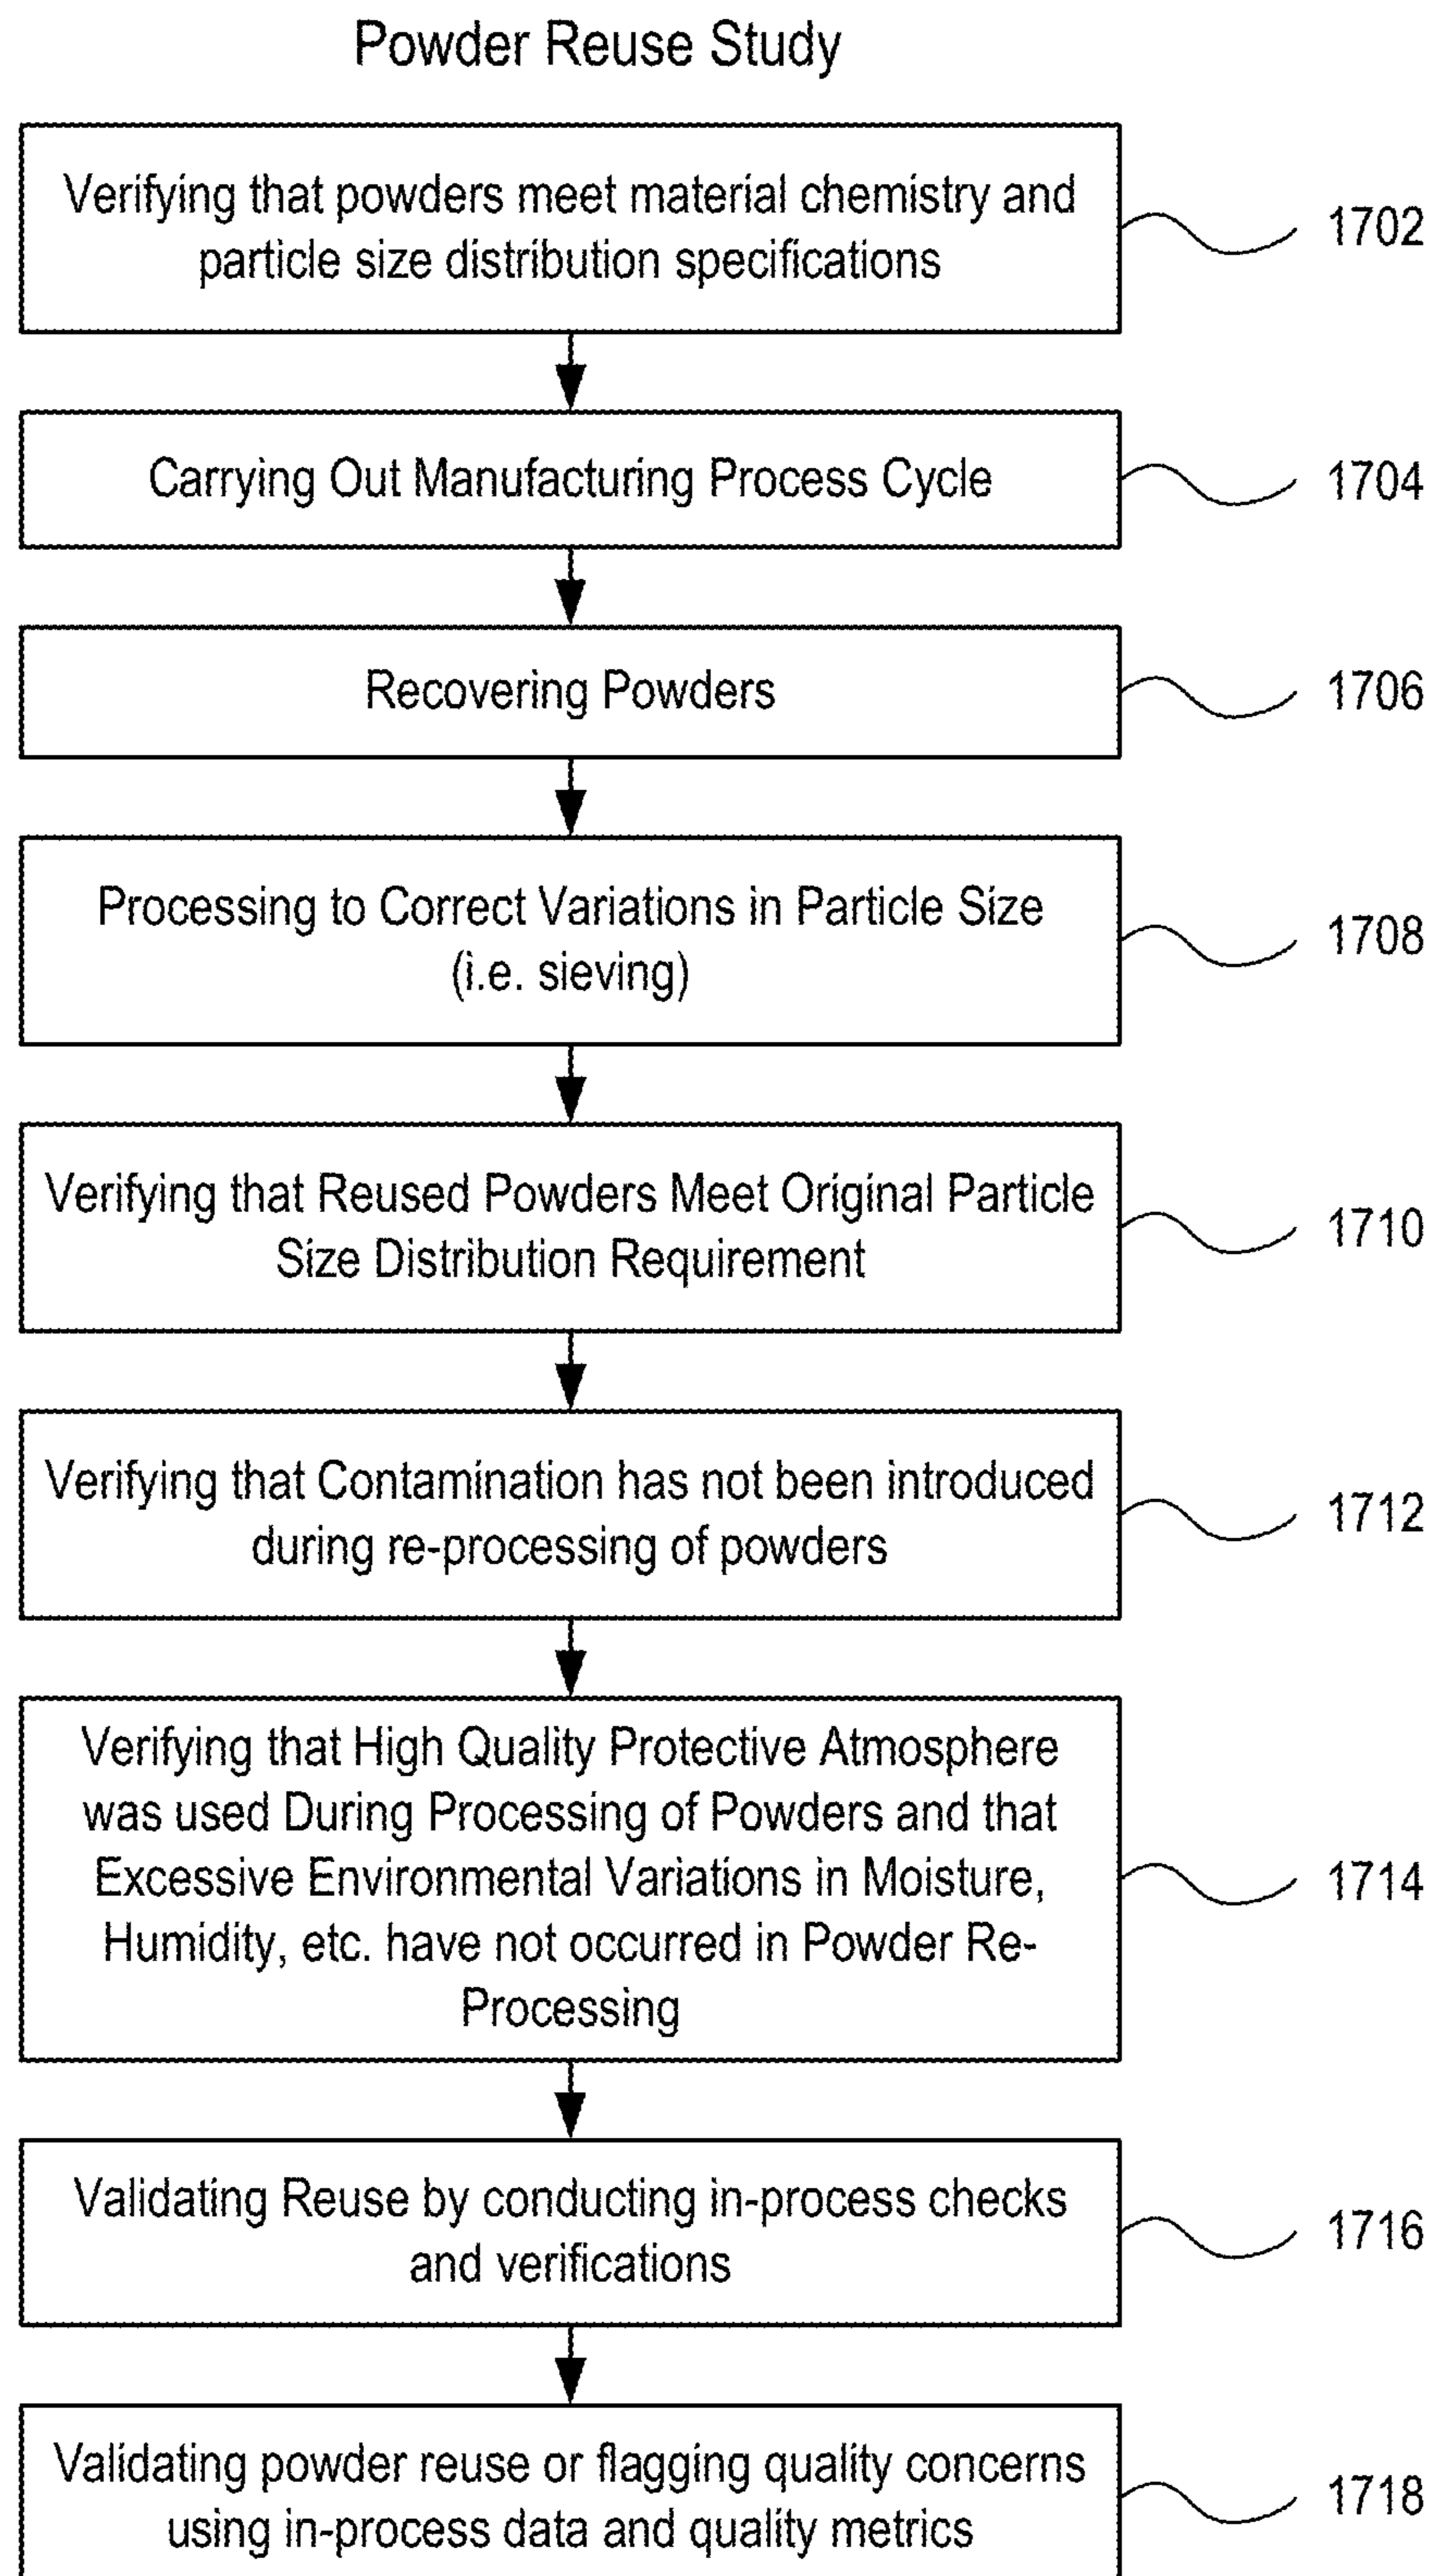 Powder Reuse Study
Verifying that powders meet material chemistry and
particle size distribution specifications
1702
Carrying Out Manufacturing Process Cycle
1704
Recovering Powders
1706
Processing to Correct Variations in Particle Size
(i.e. sieving)
1708
Verifying that Reused Powders Meet Original Particle
Size Distribution Requirement
1710
Verifying that Contamination has not been introduced
during re-processing of powders
1712
Verifying that High Quality Protective Atmosphere
was used During Processing of Powders and that
Excessive Environmental Variations in Moisture,
Humidity, etc. have not occurred in Powder Re-
Processing
1714
Validating Reuse by conducting in-process checks
and verifications
1716
Validating powder reuse or flagging quality concerns
using in-process data and quality metrics
1718